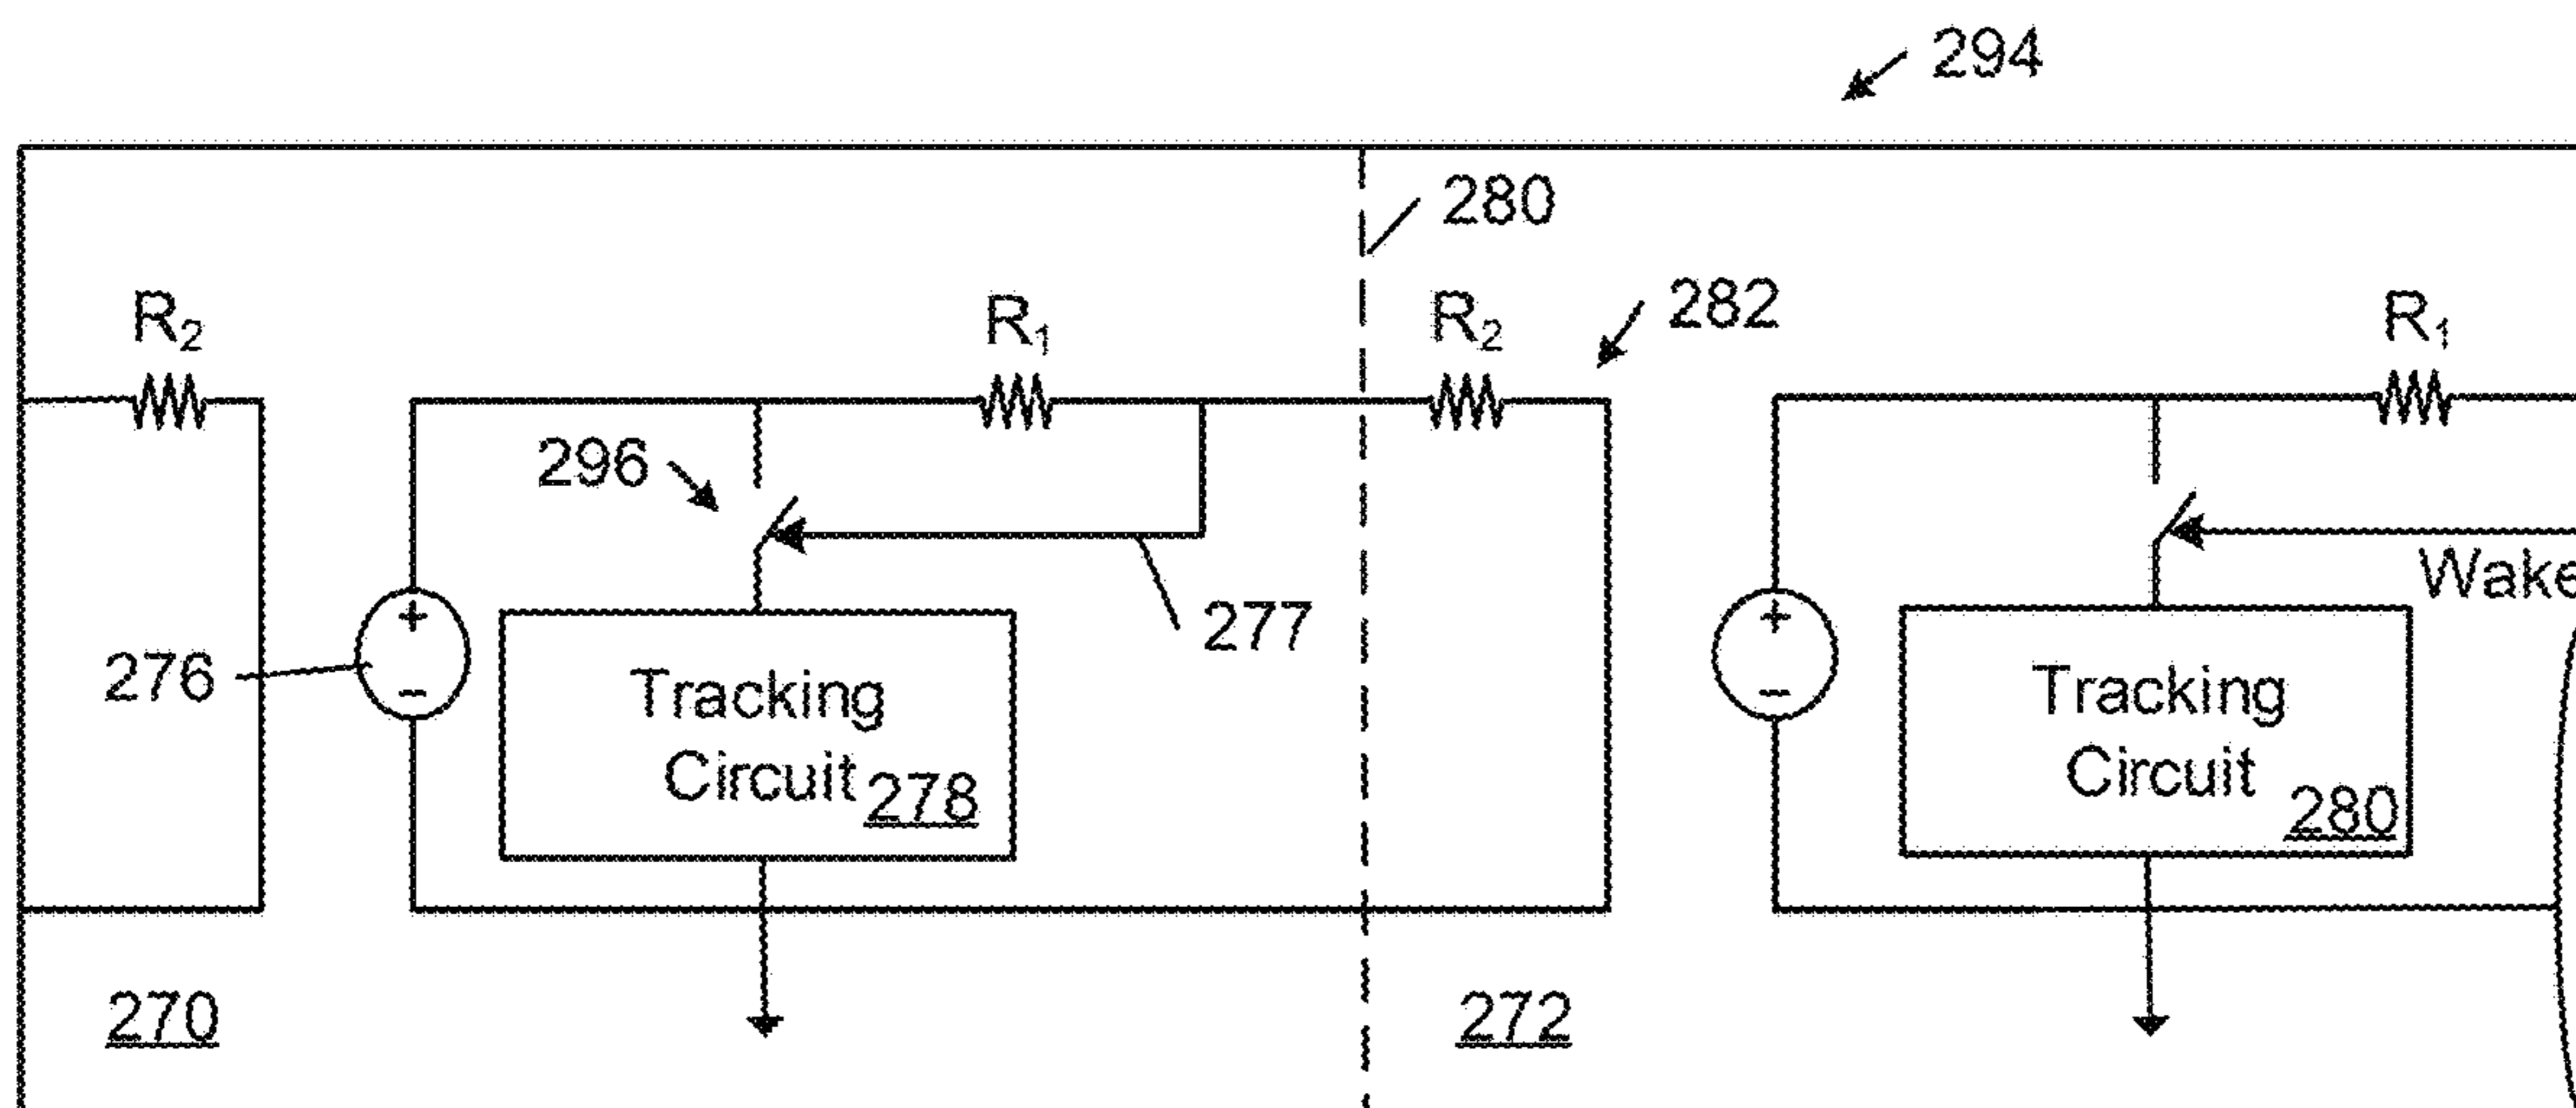 294
280
282
R₂
R₁
R₂
R₁
296
277
Wake
276
+
−
+
−
Tracking
Circuit 278
Tracking
Circuit 280
270
272